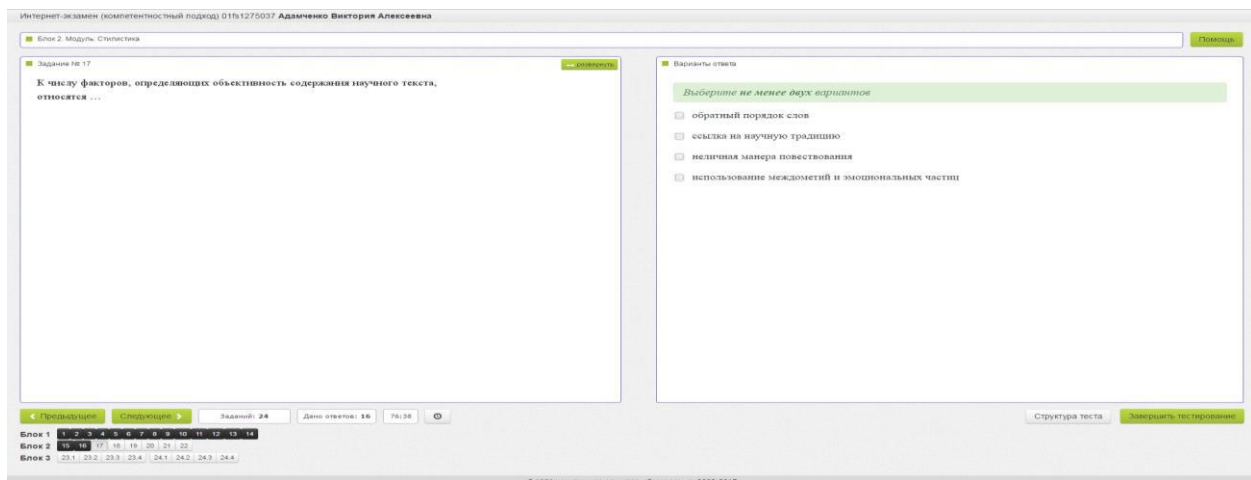 Интернет-экзамен (компетентностный подход) 01fs1275037 Адамченко Виктория Алексеевна
Блок 2. Модуль. Стилистика
Помощь
Задание № 17
развернуть
К числу факторов, определяющих объективность содержания научного текста,
относятся ...
Варианты ответа
Выберите не менее двух вариантов
обратный порядок слов
ссылка на научную традицию
неличная манера повествования
использование междометий и эмоциональных частиц
Предыдущее Следующее Заданий: 24 Дано ответов: 16 76:38
Структура теста Завершить тестирование
Блок 1 1 2 3 4 5 6 7 8 9 10 11 12 13 14
Блок 2 15 16 17 18 19 20 21 22
Блок 3 23.1 23.2 23.3 23.4 24.1 24.2 24.3 24.4